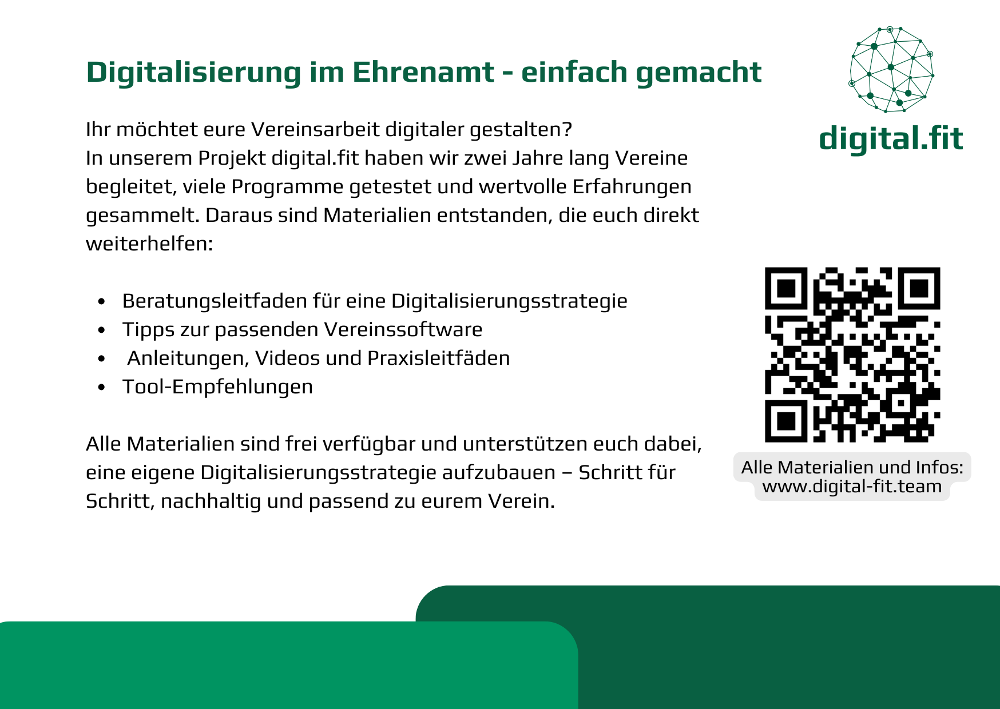 Digitalisierung im Ehrenamt - einfach gemacht
digital.fit
Ihr möchtet eure Vereinsarbeit digitaler gestalten?
In unserem Projekt digital.fit haben wir zwei Jahre lang Vereine
begleitet, viele Programme getestet und wertvolle Erfahrungen
gesammelt. Daraus sind Materialien entstanden, die euch direkt
weiterhelfen:
• Beratungsleitfaden für eine Digitalisierungsstrategie
• Tipps zur passenden Vereinssoftware
• Anleitungen, Videos und Praxisleitfäden
• Tool-Empfehlungen
Alle Materialien sind frei verfügbar und unterstützen euch dabei,
eine eigene Digitalisierungsstrategie aufzubauen – Schritt für
Schritt, nachhaltig und passend zu eurem Verein.
Alle Materialien und Infos:
www.digital-fit.team